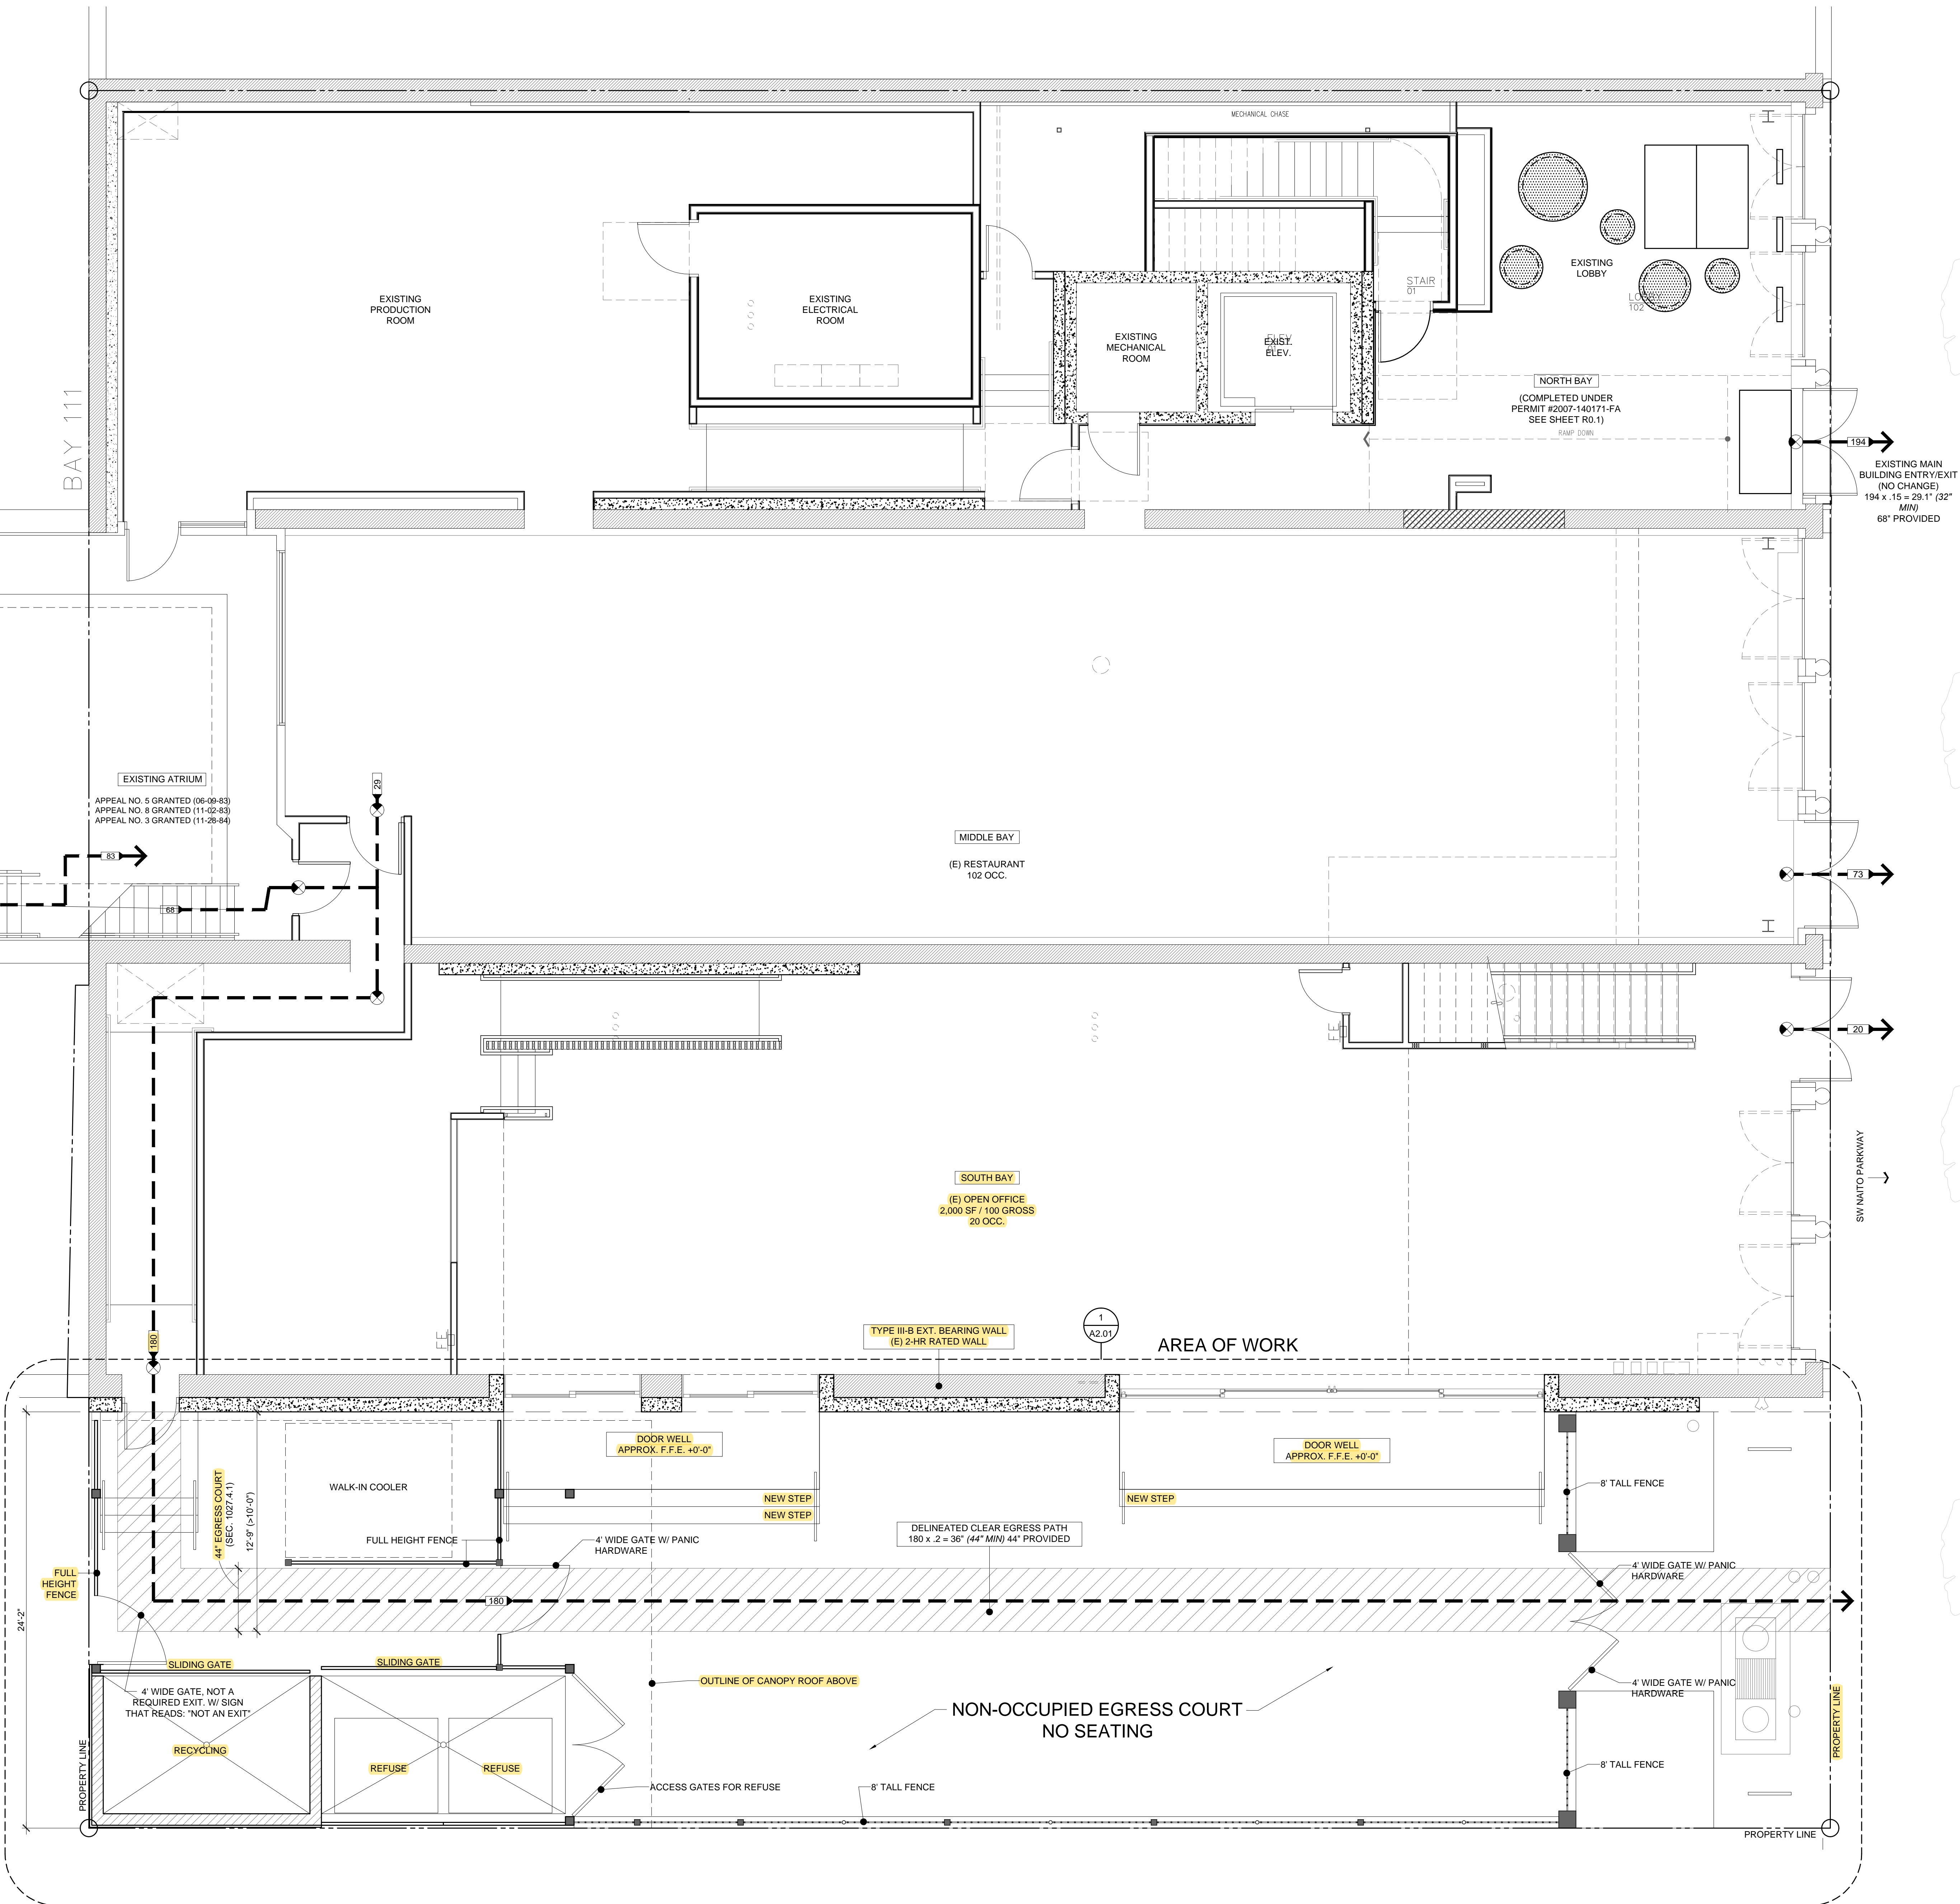 MECHANICAL CHASE
EXISTING
PRODUCTION
ROOM
EXISTING
ELECTRICAL
ROOM
EXISTING
MECHANICAL
ROOM
EXIST.
ELEV.
STAIR
01
EXISTING
LOBBY
102
NORTH BAY
(COMPLETED UNDER
PERMIT #2007-140171-FA
SEE SHEET R0.1)
RAMP DOWN
194
EXISTING MAIN
BUILDING ENTRY/EXIT
(NO CHANGE)
194 x .15 = 29.1" (32"
MIN)
68" PROVIDED
BAY 111
EXISTING ATRIUM
APPEAL NO. 5 GRANTED (06-09-83)
APPEAL NO. 8 GRANTED (11-02-83)
APPEAL NO. 3 GRANTED (11-28-84)
29
83
68
MIDDLE BAY
(E) RESTAURANT
102 OCC.
73
20
FE
SOUTH BAY
(E) OPEN OFFICE
2,000 SF / 100 GROSS
20 OCC.
SW NAITO PARKWAY
180
FE
TYPE III-B EXT. BEARING WALL
(E) 2-HR RATED WALL
1
A2.01
AREA OF WORK
DOOR WELL
APPROX. F.F.E. +0'-0"
DOOR WELL
APPROX. F.F.E. +0'-0"
WALK-IN COOLER
44" EGRESS COURT
(SEC. 1027.4.1)
12'-9" (>10'-0")
24'-2"
NEW STEP
NEW STEP
NEW STEP
8' TALL FENCE
FULL HEIGHT FENCE
4' WIDE GATE W/ PANIC
HARDWARE
DELINEATED CLEAR EGRESS PATH
180 x .2 = 36" (44" MIN) 44" PROVIDED
4' WIDE GATE W/ PANIC
HARDWARE
FULL
HEIGHT
FENCE
180
SLIDING GATE
SLIDING GATE
4' WIDE GATE, NOT A
REQUIRED EXIT. W/ SIGN
THAT READS: "NOT AN EXIT"
OUTLINE OF CANOPY ROOF ABOVE
4' WIDE GATE W/ PANIC
HARDWARE
NON-OCCUPIED EGRESS COURT
NO SEATING
RECYCLING
REFUSE
REFUSE
ACCESS GATES FOR REFUSE
8' TALL FENCE
8' TALL FENCE
PROPERTY LINE
PROPERTY LINE
PROPERTY LINE